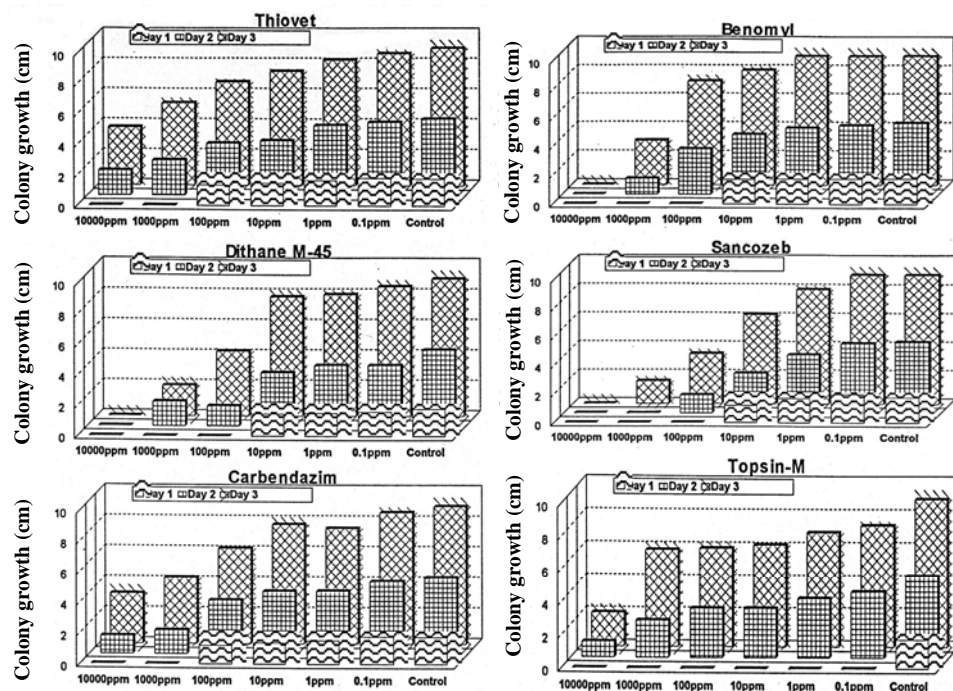 Thiovet
Day 1 Day 2 Day 3
Colony growth (cm)
10
8
6
4
2
0
10000ppm 1000ppm 100ppm 10ppm 1ppm 0.1ppm Control
Benomyl
Day 1 Day 2 Day 3
Colony growth (cm)
10
8
6
4
2
0
10000ppm 1000ppm 100ppm 10ppm 1ppm 0.1ppm Control
Dithane M-45
Day 1 Day 2 Day 3
Colony growth (cm)
10
8
6
4
2
0
10000ppm 1000ppm 100ppm 10ppm 1ppm 0.1ppm Control
Sancozeb
Day 1 Day 2 Day 3
Colony growth (cm)
10
8
6
4
2
0
10000ppm 1000ppm 100ppm 10ppm 1ppm 0.1ppm Control
Carbendazim
Day 1 Day 2 Day 3
Colony growth (cm)
10
8
6
4
2
0
10000ppm 1000ppm 100ppm 10ppm 1ppm 0.1ppm Control
Topsin-M
Day 1 Day 2 Day 3
Colony growth (cm)
10
8
6
4
2
0
10000ppm 1000ppm 100ppm 10ppm 1ppm 0.1ppm Control